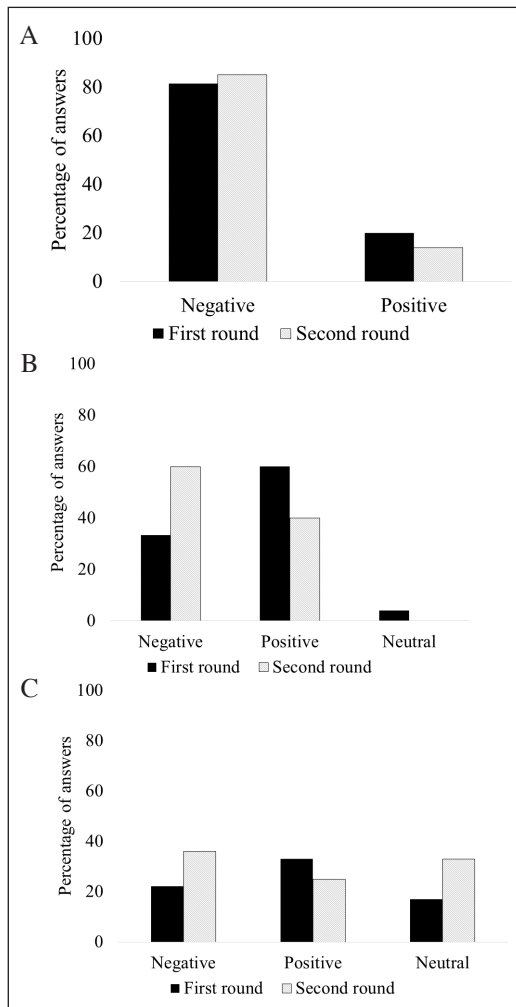 A
Percentage of answers
100
80
60
40
20
0
Negative Positive
First round Second round
B
Percentage of answers
100
80
60
40
20
0
Negative Positive Neutral
First round Second round
C
Percentage of answers
100
80
60
40
20
0
Negative Positive Neutral
First round Second round